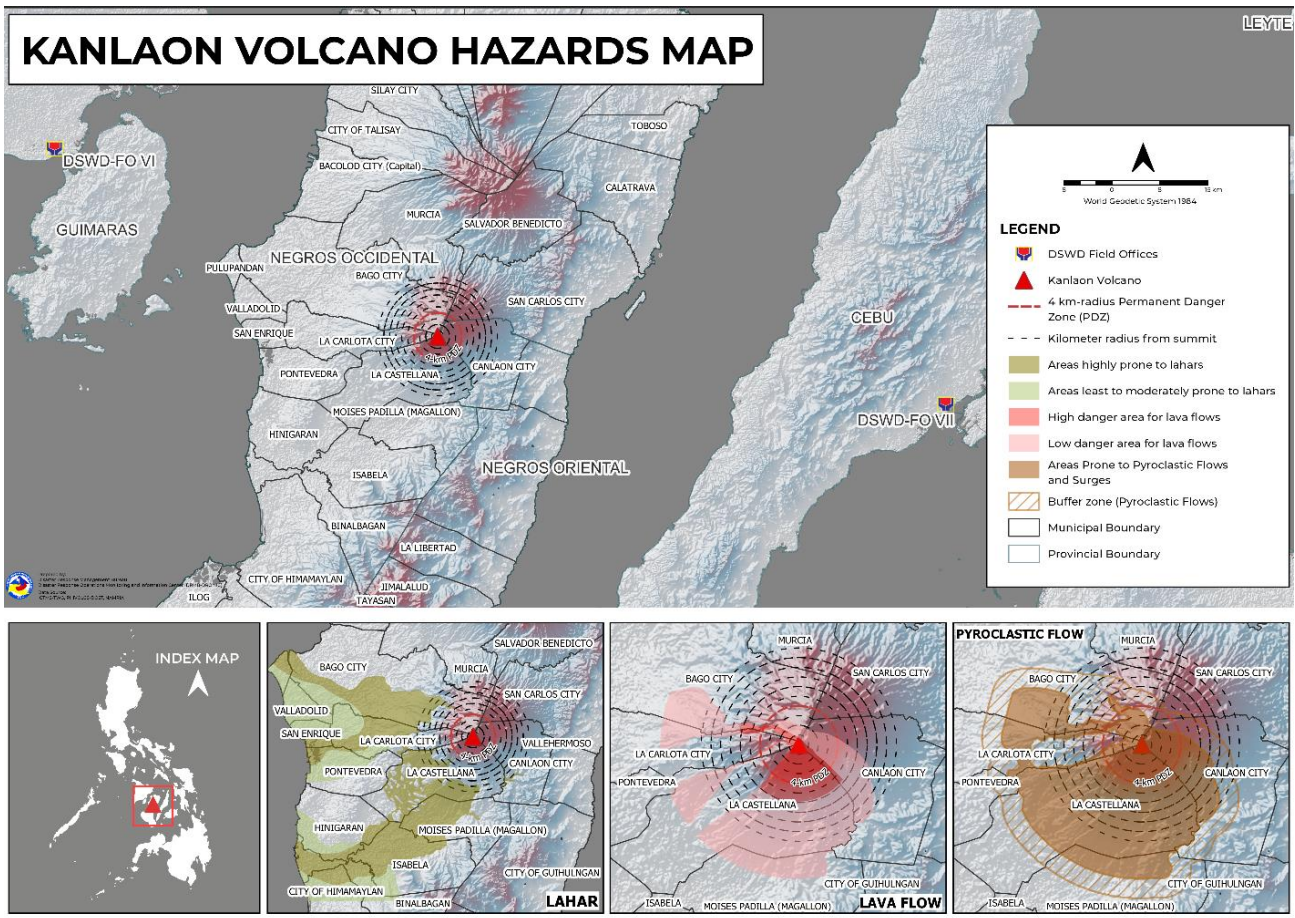 KANLAON VOLCANO HAZARDS MAP
LEYTE
SILAY CITY
CITY OF TALISAY
TOBOSO
BACOLOD CITY (Capital)
CALATRAVA
MURCIA
SALVADOR BENEDICTO
DSWD-FO VI
GUIMARAS
NEGROS OCCIDENTAL
PULUPANDAN
BAGO CITY
SAN CARLOS CITY
VALLADOLID
SAN ENRIQUE
LA CARLOTA CITY
4-km PDZ
PONTEVEDRA
LA CASTELLANA
CANLAON CITY
MOISES PADILLA (MAGALLON)
HINIGARAN
NEGROS ORIENTAL
ISABELA
BINALBAGAN
LA LIBERTAD
CITY OF HIMAMAYLAN
JIMALALUD
ILOG
TAYASAN
CEBU
DSWD-FO VII
5 0 5 10 km
World Geodetic System 1984
LEGEND
DSWD Field Offices
Kanlaon Volcano
4 km-radius Permanent Danger
Zone (PDZ)
Kilometer radius from summit
Areas highly prone to lahars
Areas least to moderately prone to lahars
High danger area for lava flows
Low danger area for lava flows
Areas Prone to Pyroclastic Flows
and Surges
Buffer zone (Pyroclastic Flows)
Municipal Boundary
Provincial Boundary
INDEX MAP
SALVADOR BENEDICTO
BAGO CITY
MURCIA
SAN CARLOS CITY
VALLADOLID
SAN ENRIQUE
LA CARLOTA CITY
VALLEHERMOSO
4-km PDZ
CANLAON CITY
PONTEVEDRA
LA CASTELLANA
HINIGARAN
MOISES PADILLA (MAGALLON)
ISABELA
CITY OF GUIHULNGAN
CITY OF HIMAMAYLAN
BINALBAGAN
LAHAR
MURCIA
BAGO CITY
SAN CARLOS CITY
LA CARLOTA CITY
PONTEVEDRA
4-km PDZ
CANLAON CITY
LA CASTELLANA
CITY OF GUIHULNGAN
ISABELA
MOISES PADILLA (MAGALLON)
LAVA FLOW
PYROCLASTIC FLOW
MURCIA
BAGO CITY
SAN CARLOS CITY
LA CARLOTA CITY
PONTEVEDRA
4-km PDZ
CANLAON CITY
LA CASTELLANA
CITY OF GUIHULNGAN
ISABELA
MOISES PADILLA (MAGALLON)